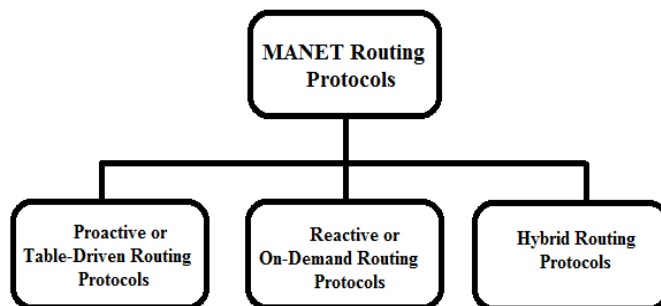 MANET Routing
Protocols
Proactive or
Table-Driven Routing
Protocols
Reactive or
On-Demand Routing
Protocols
Hybrid Routing
Protocols